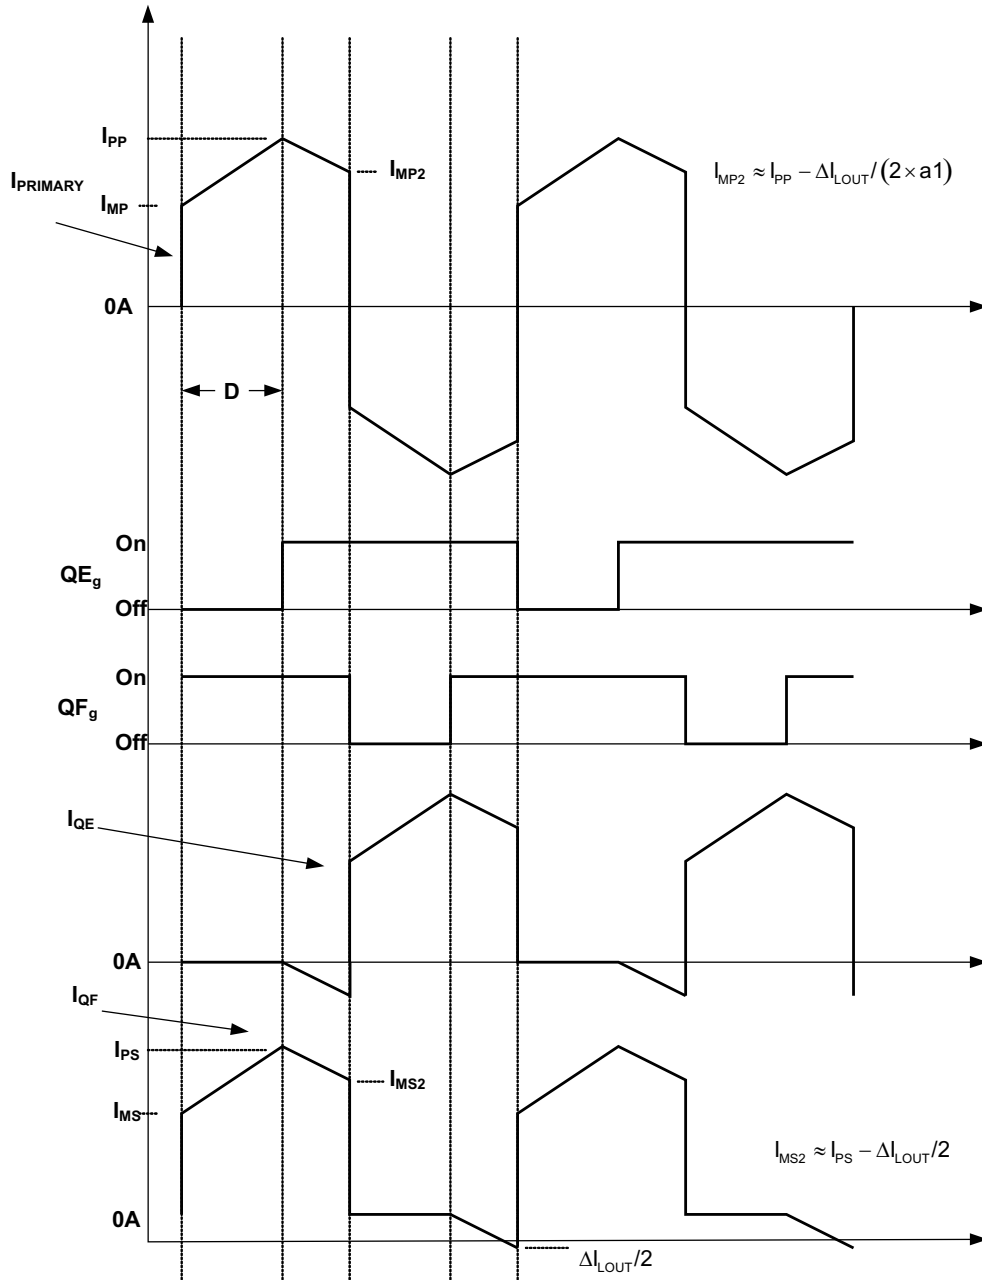 I_PP
I_PRIMARY
I_MP2
I_MP2 ≈ I_PP − ΔI_LOUT / (2 × a1)
I_MP
0A
D
On
QE_g
Off
On
QF_g
Off
I_QE
0A
I_QF
I_PS
I_MS2
I_MS
I_MS2 ≈ I_PS − ΔI_LOUT/2
0A
ΔI_LOUT/2